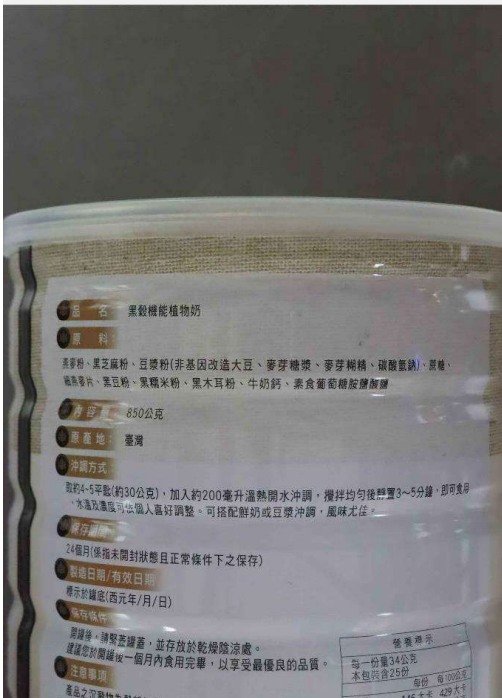 品名：黑穀機能植物奶
原料：
燕麥粉、黑芝麻粉、豆漿粉(非基因改造大豆、麥芽糖漿、麥芽糊精、碳酸氫鈉)、蔗糖、
細燕麥片、黑豆粉、黑糯米粉、黑木耳粉、牛奶鈣、素食葡萄糖胺鹽酸鹽
內容量：850公克
原產地：臺灣
沖調方式
取約4~5平匙(約30公克)，加入約200毫升溫熱開水沖調，攪拌均勻後靜置3～5分鐘，即可食用
，水溫及濃度可依個人喜好調整。可搭配鮮奶或豆漿沖調，風味尤佳。
保存期限
24個月(係指未開封狀態且正常條件下之保存)
製造日期/有效日期
標示於罐底(西元年/月/日)
保存條件
開罐後，請緊蓋罐蓋，並存放於乾燥陰涼處。
建議您於開罐後一個月內食用完畢，以享受最優良的品質。
注意事項
營養標示
每一份量34公克
本包裝含25份
每份 每100公克
429大卡